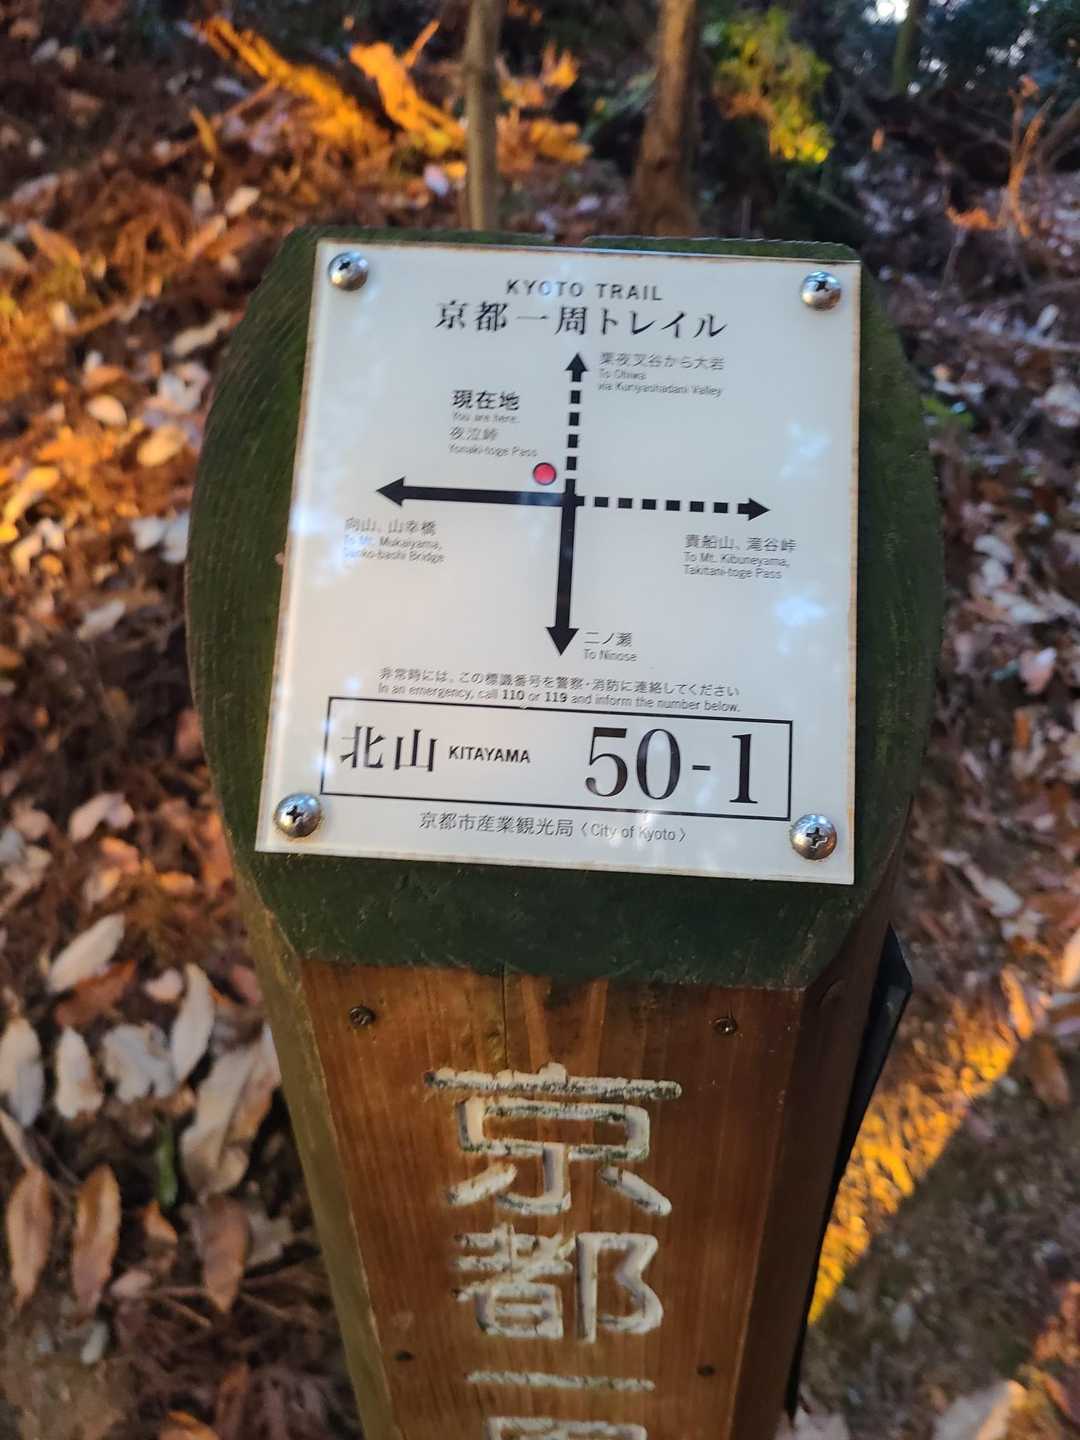 KYOTO TRAIL
京都一周トレイル
栗夜叉谷から大岩
To Ohiwa
via Kuriyashadani Valley
現在地
You are here.
夜泣峠
Yonaki-toge Pass
向山、山幸橋
To Mt. Mukaiyama,
Sanko-bashi Bridge
貴船山、滝谷峠
To Mt. Kibuneyama,
Takitani-toge Pass
二ノ瀬
To Ninose
非常時には、この標識番号を警察・消防に連絡してください
In an emergency, call 110 or 119 and inform the number below.
北山 KITAYAMA 50-1
京都市産業観光局〈City of Kyoto〉
京都一周